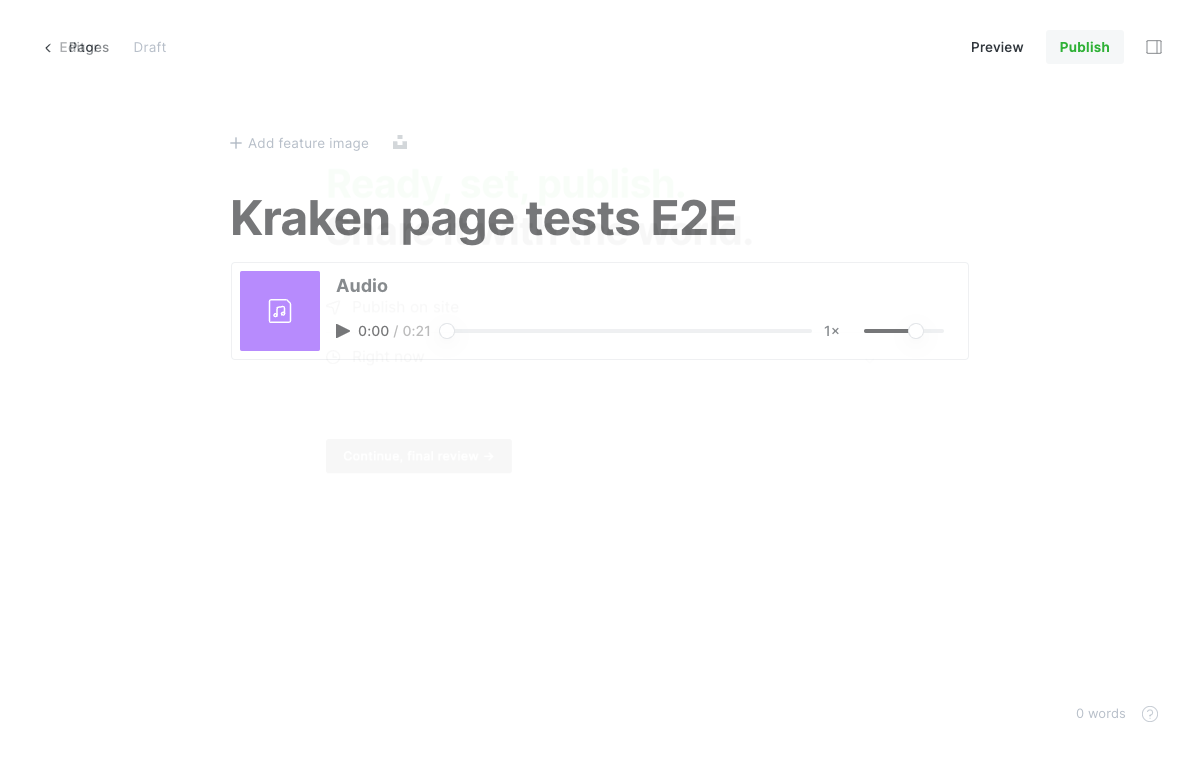 Editor Pages Draft Preview Publish
Add feature image
Ready, set, publish.
Kraken page tests E2E
Share it with the world.
Audio
Publish on site
0:00 / 0:21 1×
Right now
Continue, final review →
0 words